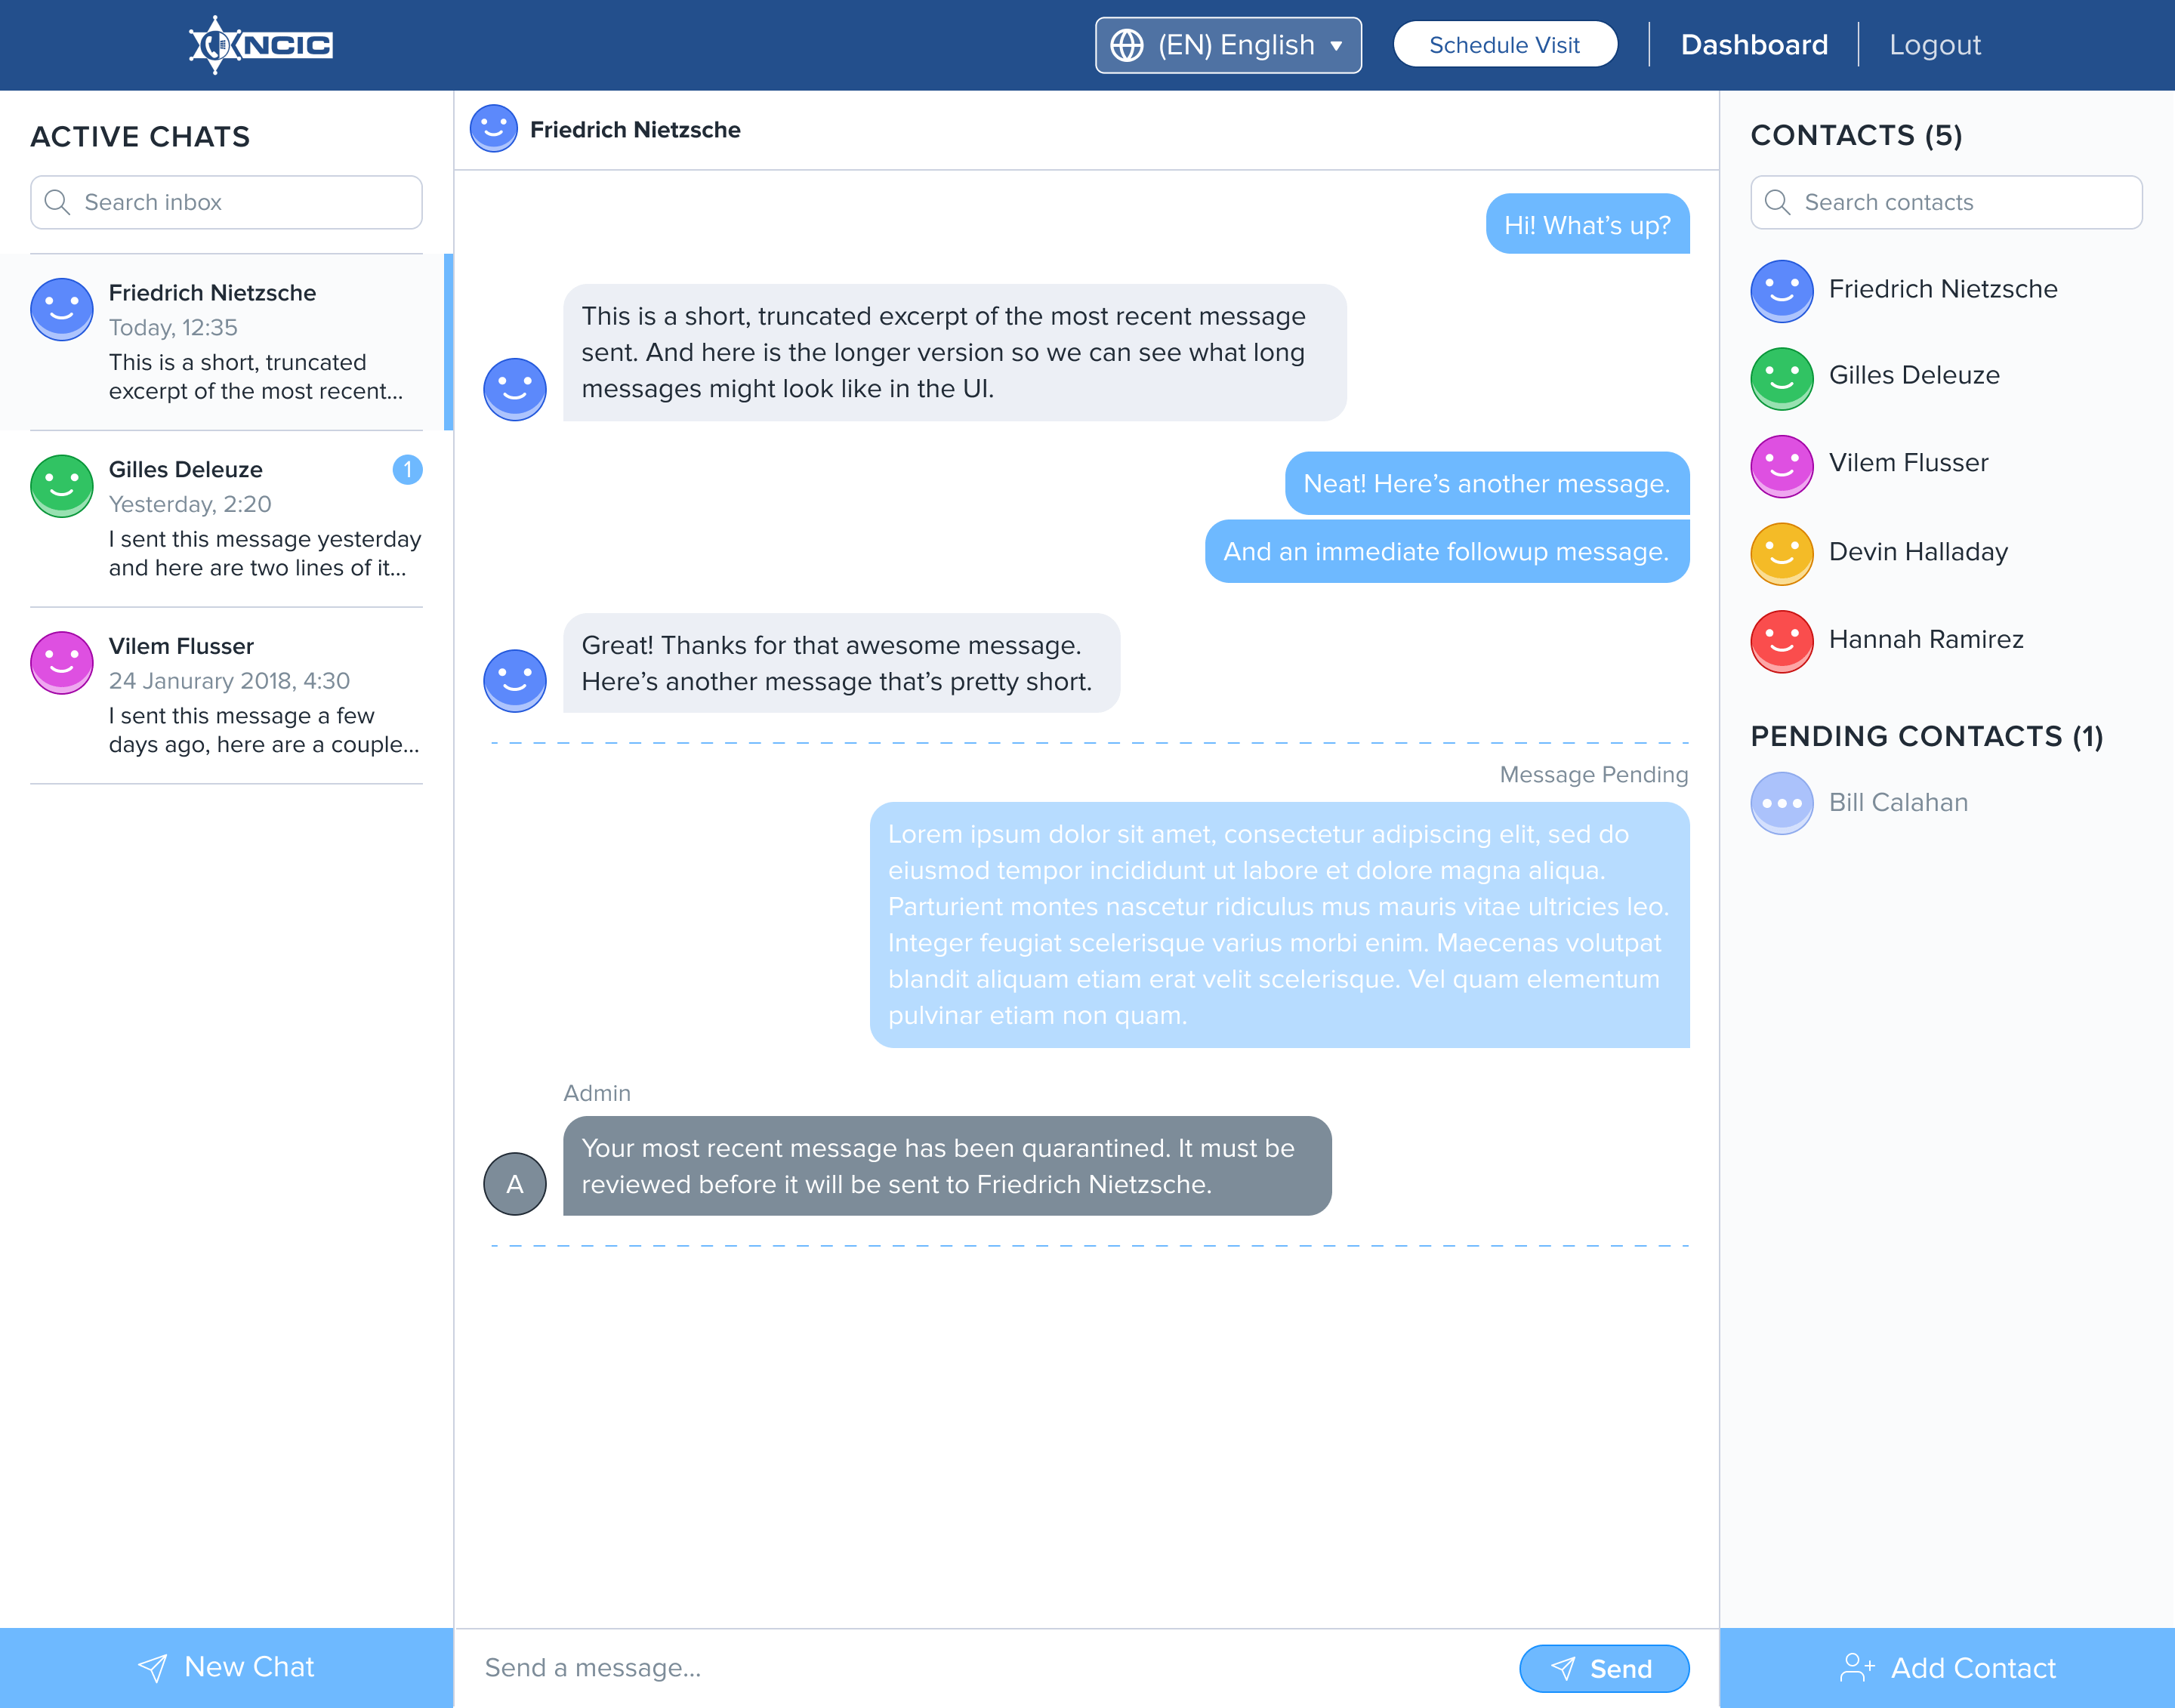 NCIC
(EN) English
Schedule Visit
Dashboard
Logout
ACTIVE CHATS
Search inbox
Friedrich Nietzsche
Today, 12:35
This is a short, truncated
excerpt of the most recent...
Gilles Deleuze
1
Yesterday, 2:20
I sent this message yesterday
and here are two lines of it...
Vilem Flusser
24 Janurary 2018, 4:30
I sent this message a few
days ago, here are a couple...
New Chat
Friedrich Nietzsche
Hi! What’s up?
This is a short, truncated excerpt of the most recent message
sent. And here is the longer version so we can see what long
messages might look like in the UI.
Neat! Here’s another message.
And an immediate followup message.
Great! Thanks for that awesome message.
Here’s another message that’s pretty short.
Message Pending
Lorem ipsum dolor sit amet, consectetur adipiscing elit, sed do
eiusmod tempor incididunt ut labore et dolore magna aliqua.
Parturient montes nascetur ridiculus mus mauris vitae ultricies leo.
Integer feugiat scelerisque varius morbi enim. Maecenas volutpat
blandit aliquam etiam erat velit scelerisque. Vel quam elementum
pulvinar etiam non quam.
Admin
A
Your most recent message has been quarantined. It must be
reviewed before it will be sent to Friedrich Nietzsche.
Send a message...
Send
CONTACTS (5)
Search contacts
Friedrich Nietzsche
Gilles Deleuze
Vilem Flusser
Devin Halladay
Hannah Ramirez
PENDING CONTACTS (1)
Bill Calahan
Add Contact